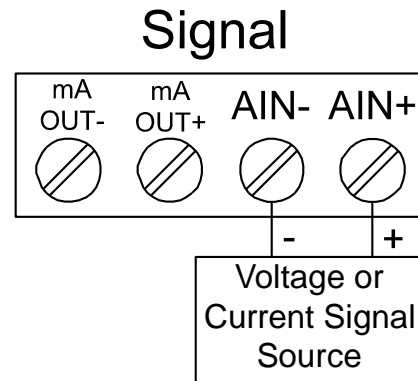 Signal
mA
OUT-
mA
OUT+
AIN-
AIN+
-
+
Voltage or
Current Signal
Source